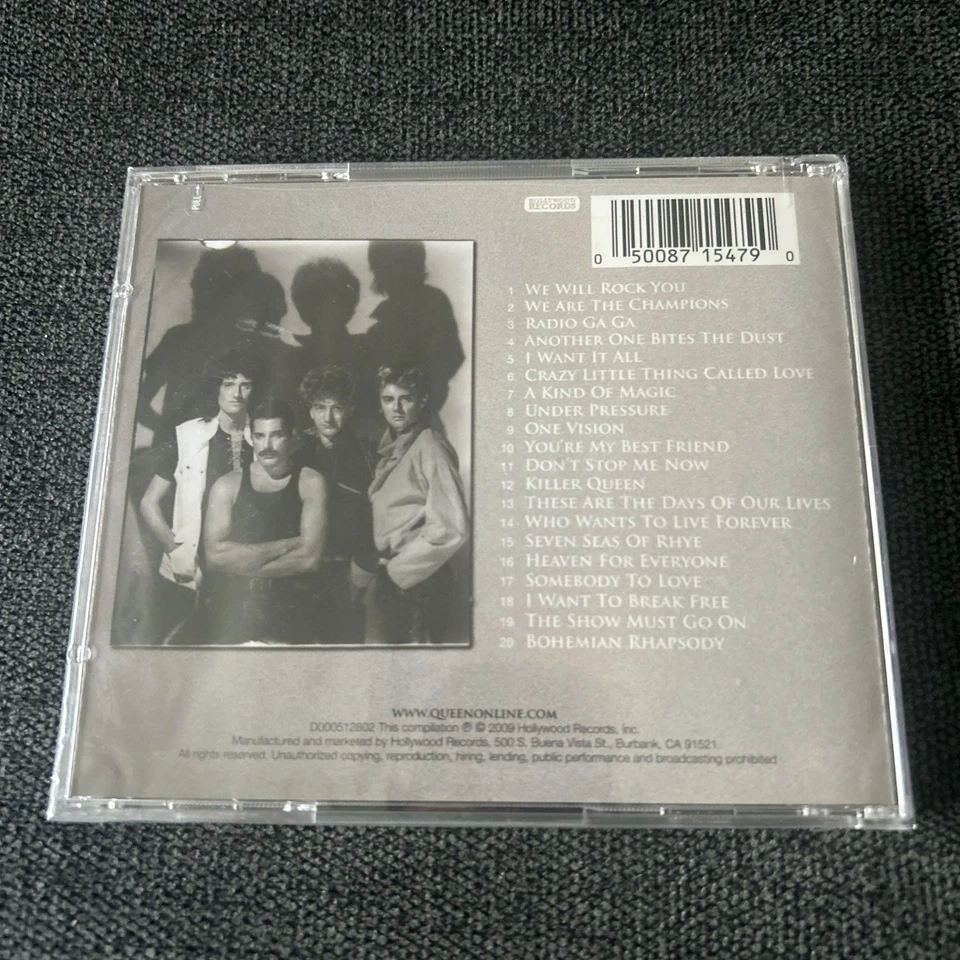 PULL
HOLLYWOOD
RECORDS
0 50087 15479 0
1 WE WILL ROCK YOU
2 WE ARE THE CHAMPIONS
3 RADIO GA GA
4 ANOTHER ONE BITES THE DUST
5 I WANT IT ALL
6 CRAZY LITTLE THING CALLED LOVE
7 A KIND OF MAGIC
8 UNDER PRESSURE
9 ONE VISION
10 YOU'RE MY BEST FRIEND
11 DON'T STOP ME NOW
12 KILLER QUEEN
13 THESE ARE THE DAYS OF OUR LIVES
14 WHO WANTS TO LIVE FOREVER
15 SEVEN SEAS OF RHYE
16 HEAVEN FOR EVERYONE
17 SOMEBODY TO LOVE
18 I WANT TO BREAK FREE
19 THE SHOW MUST GO ON
20 BOHEMIAN RHAPSODY
WWW.QUEENONLINE.COM
D000512802 This compilation ℗ © 2009 Hollywood Records, Inc.
Manufactured and marketed by Hollywood Records, 500 S. Buena Vista St., Burbank, CA 91521.
All rights reserved. Unauthorized copying, reproduction, hiring, lending, public performance and broadcasting prohibited